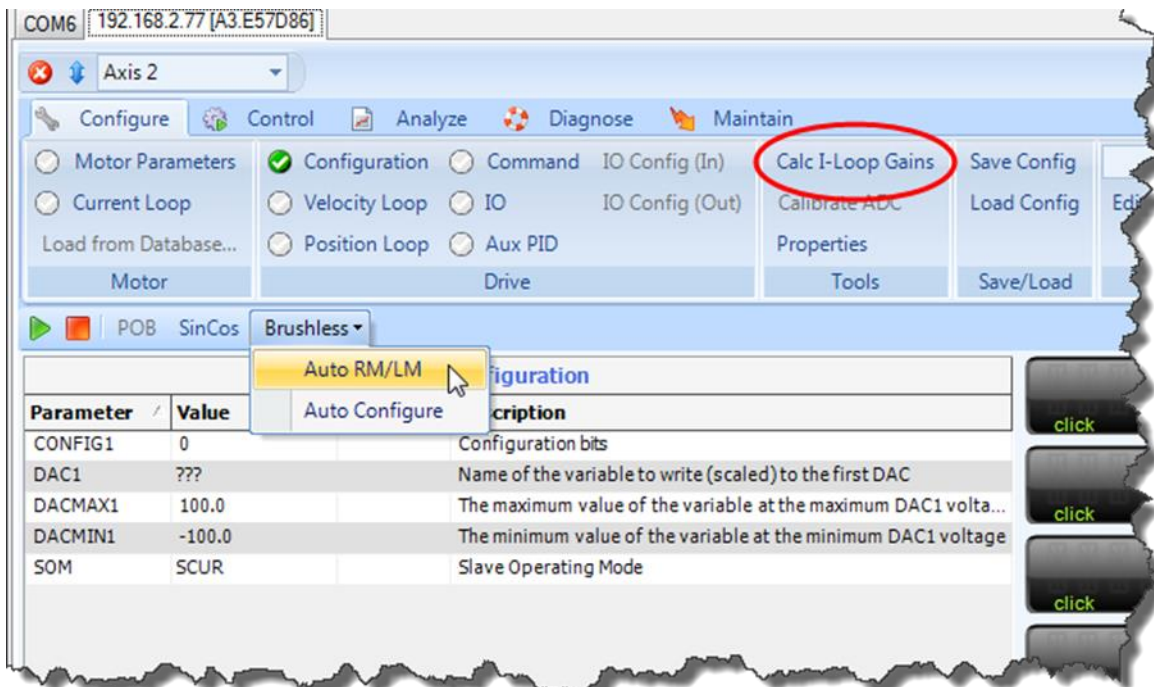 COM6 192.168.2.77 [A3.E57D86]
Axis 2
Configure Control Analyze Diagnose Maintain
Motor Parameters Configuration Command IO Config (In) Calc I-Loop Gains Save Config
Current Loop Velocity Loop IO IO Config (Out) Calibrate ADC Load Config
Load from Database... Position Loop Aux PID Properties
Motor Drive Tools Save/Load
POB SinCos Brushless
Auto RM/LM
Auto Configure
Parameter Value
CONFIG1 0 Configuration bits
DAC1 ??? Name of the variable to write (scaled) to the first DAC
DACMAX1 100.0 The maximum value of the variable at the maximum DAC1 volta...
DACMIN1 -100.0 The minimum value of the variable at the minimum DAC1 voltage
SOM SCUR Slave Operating Mode
click
click
click